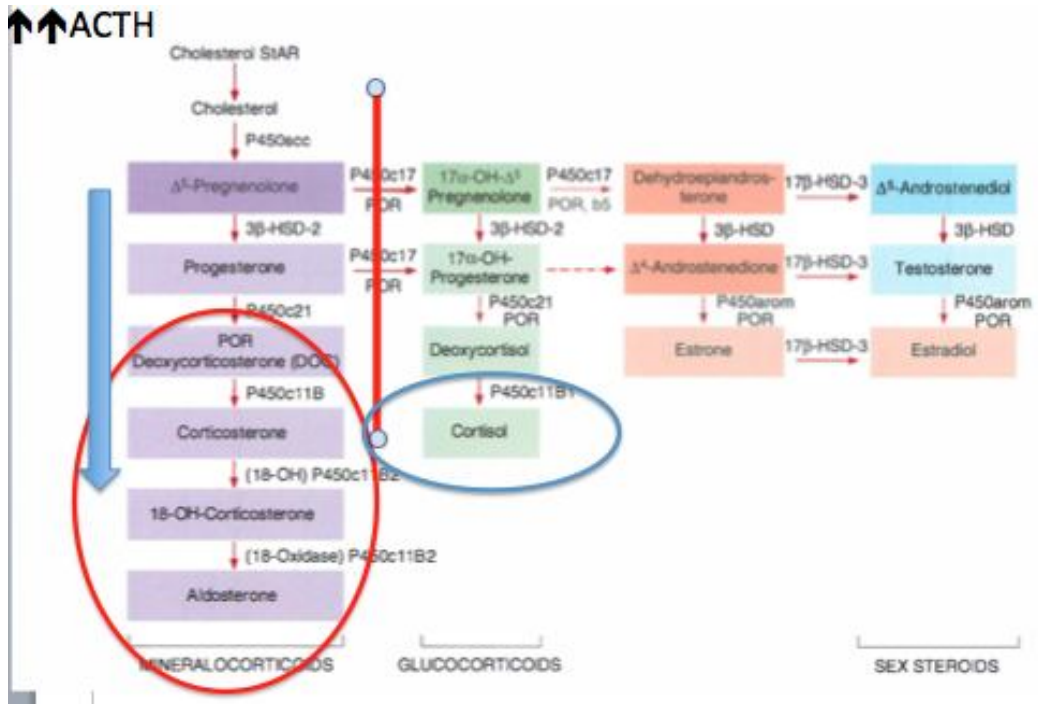 ↑↑ACTH
Cholesterol StAR
Cholesterol
P450scc
Δ⁵-Pregnenolone
P450c17
POR
17α-OH-Δ⁵
Pregnenolone
P450c17
POR, b5
Dehydroepiandros-
terone
17β-HSD-3
Δ⁵-Androstenediol
3β-HSD-2
3β-HSD-2
3β-HSD
3β-HSD
Progesterone
P450c17
POR
17α-OH-
Progesterone
Δ⁴-Androstenedione
17β-HSD-3
Testosterone
P450c21
P450c21
POR
P450arom
POR
P450arom
POR
POR
Deoxycorticosterone (DOC)
Deoxycortisol
Estrone
17β-HSD-3
Estradiol
P450c11B
P450c11B1
Corticosterone
Cortisol
(18-OH) P450c11B2
18-OH-Corticosterone
(18-Oxidase) P450c11B2
Aldosterone
MINERALOCORTICOIDS
GLUCOCORTICOIDS
SEX STEROIDS